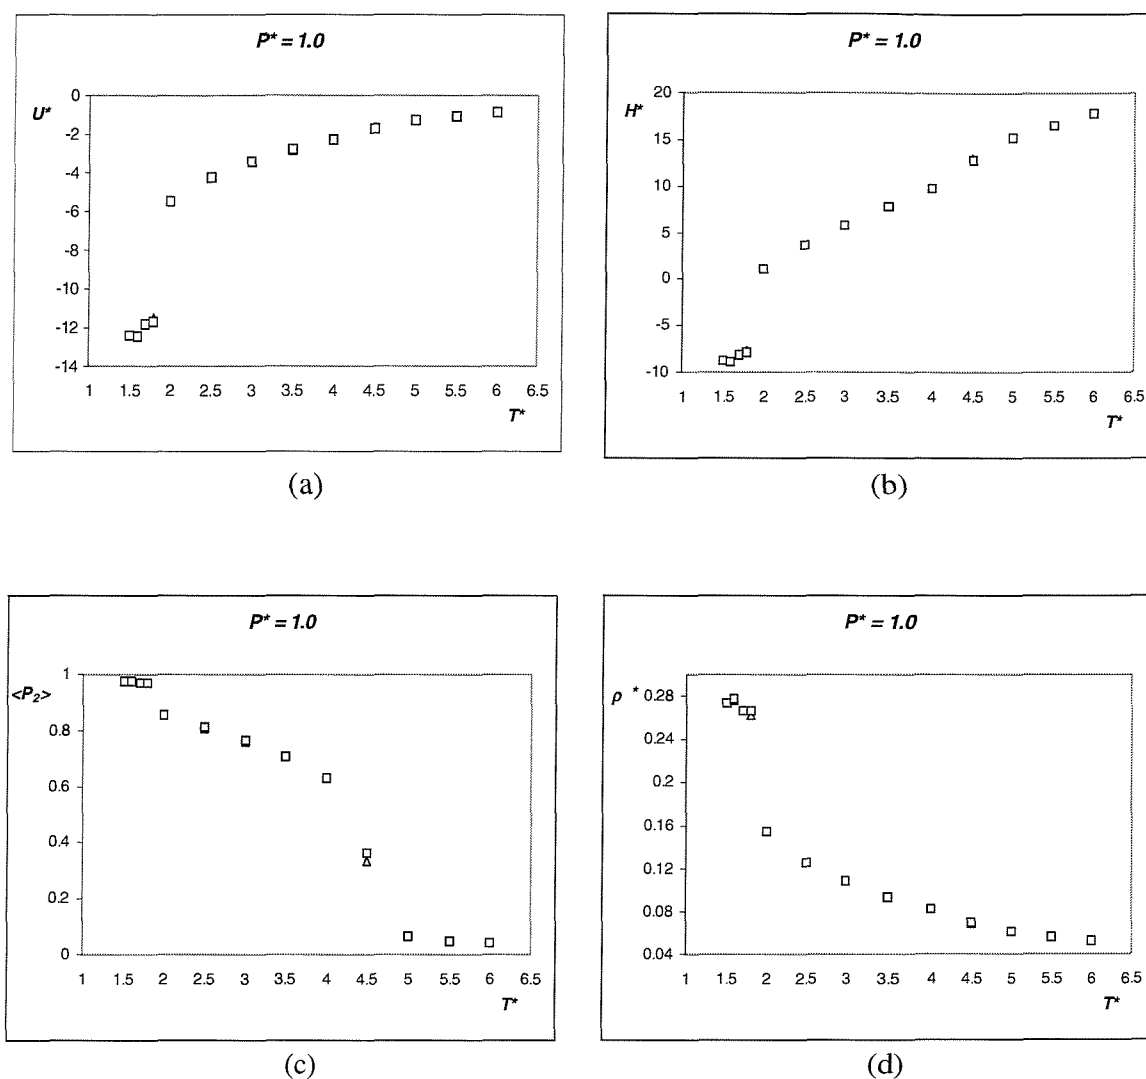 P* = 1.0
U*
0
-2
-4
-6
-8
-10
-12
-14
1 1.5 2 2.5 3 3.5 4 4.5 5 5.5 6 6.5
T*
(a)
P* = 1.0
H*
20
15
10
5
0
-5
-10
1 1.5 2 2.5 3 3.5 4 4.5 5 5.5 6 6.5
T*
(b)
P* = 1.0
<P₂>
1
0.8
0.6
0.4
0.2
0
1 1.5 2 2.5 3 3.5 4 4.5 5 5.5 6 6.5
T*
(c)
P* = 1.0
ρ *
0.28
0.24
0.2
0.16
0.12
0.08
0.04
1 1.5 2 2.5 3 3.5 4 4.5 5 5.5 6 6.5
T*
(d)